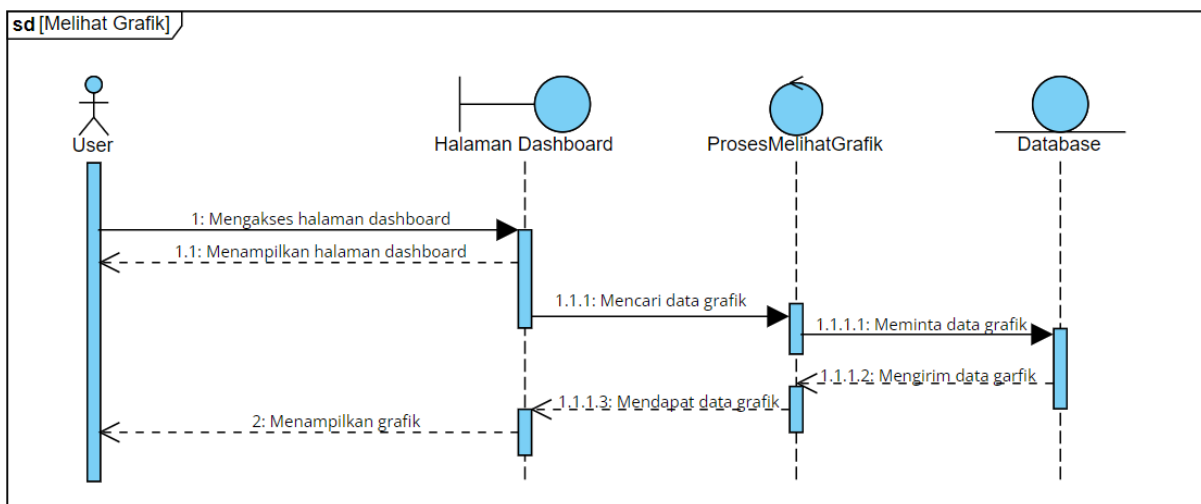 sd [Melihat Grafik]
User
Halaman Dashboard
ProsesMelihatGrafik
Database
1: Mengakses halaman dashboard
1.1: Menampilkan halaman dashboard
1.1.1: Mencari data grafik
1.1.1.1: Meminta data grafik
1.1.1.2: Mengirim data garfik
1.1.1.3: Mendapat data grafik
2: Menampilkan grafik